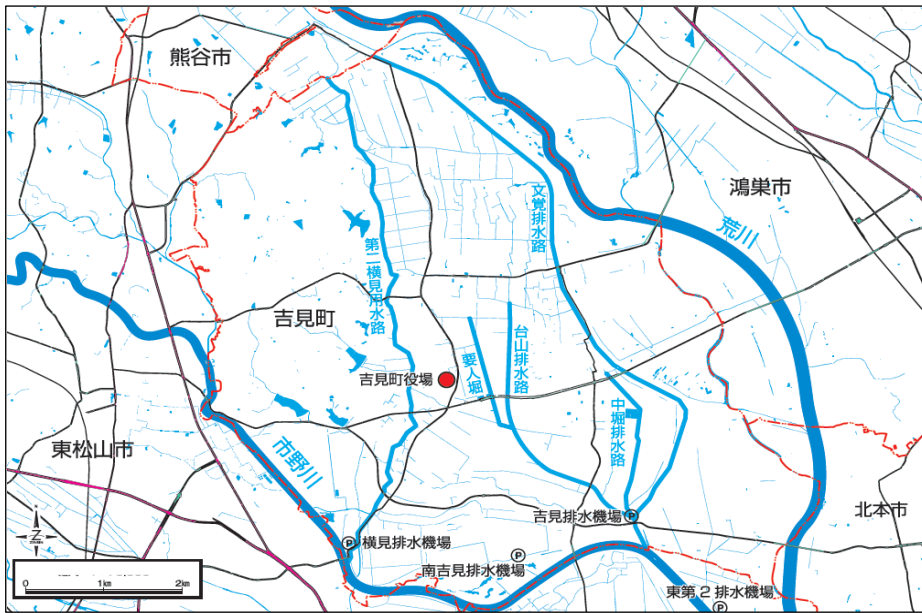 熊谷市
鴻巣市
荒川
文覚排水路
第二横見用水路
吉見町
台山排水路
要人堀
吉見町役場
中堀排水路
東松山市
市野川
北本市
吉見排水機場
P
P
横見排水機場
P
南吉見排水機場
東第2排水機場
P
N
0 1km 2km